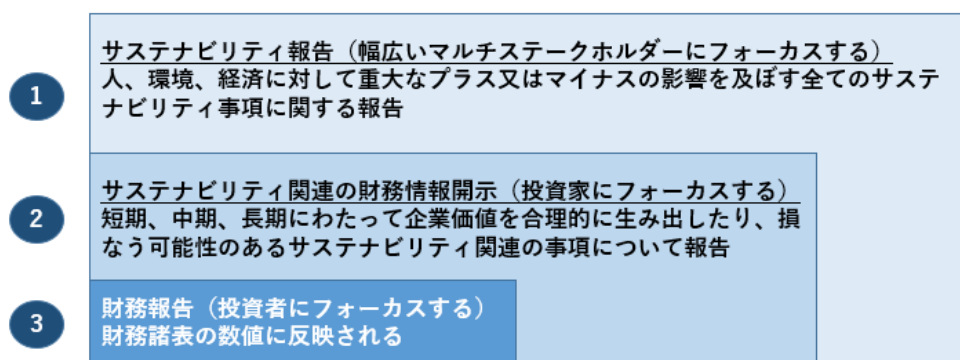 サステナビリティ報告（幅広いマルチステークホルダーにフォーカスする）
1
人、環境、経済に対して重大なプラス又はマイナスの影響を及ぼす全てのサステ
ナビリティ事項に関する報告
サステナビリティ関連の財務情報開示（投資家にフォーカスする）
2
短期、中期、長期にわたって企業価値を合理的に生み出したり、損
なう可能性のあるサステナビリティ関連の事項について報告
財務報告（投資者にフォーカスする）
3
財務諸表の数値に反映される